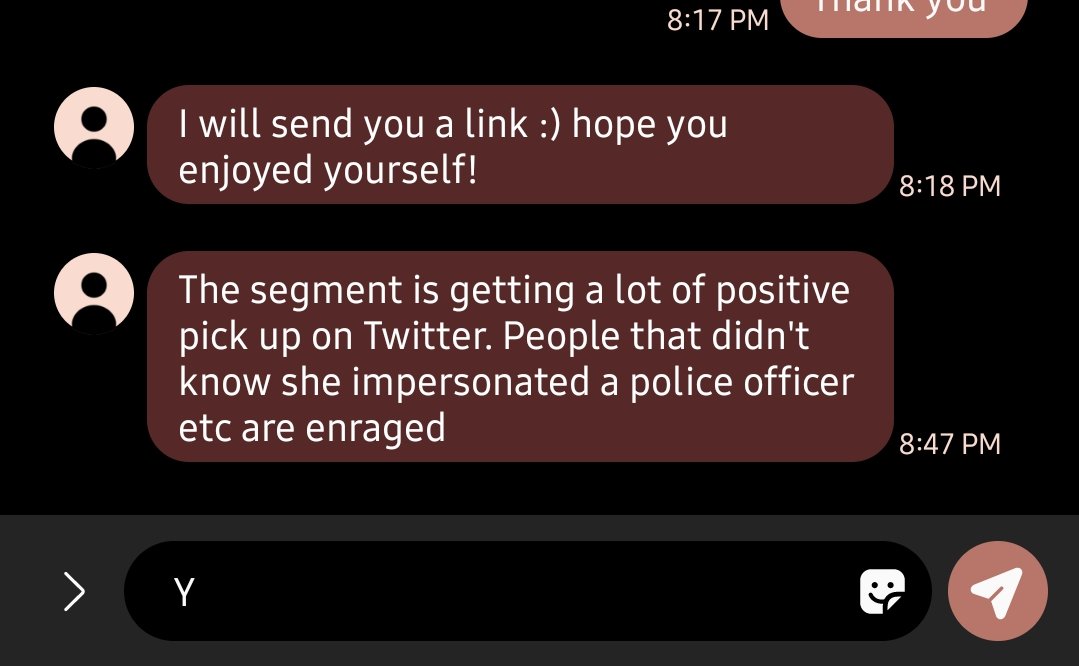 Thank you
8:17 PM
I will send you a link :) hope you
enjoyed yourself!
8:18 PM
The segment is getting a lot of positive
pick up on Twitter. People that didn't
know she impersonated a police officer
etc are enraged
8:47 PM
Y